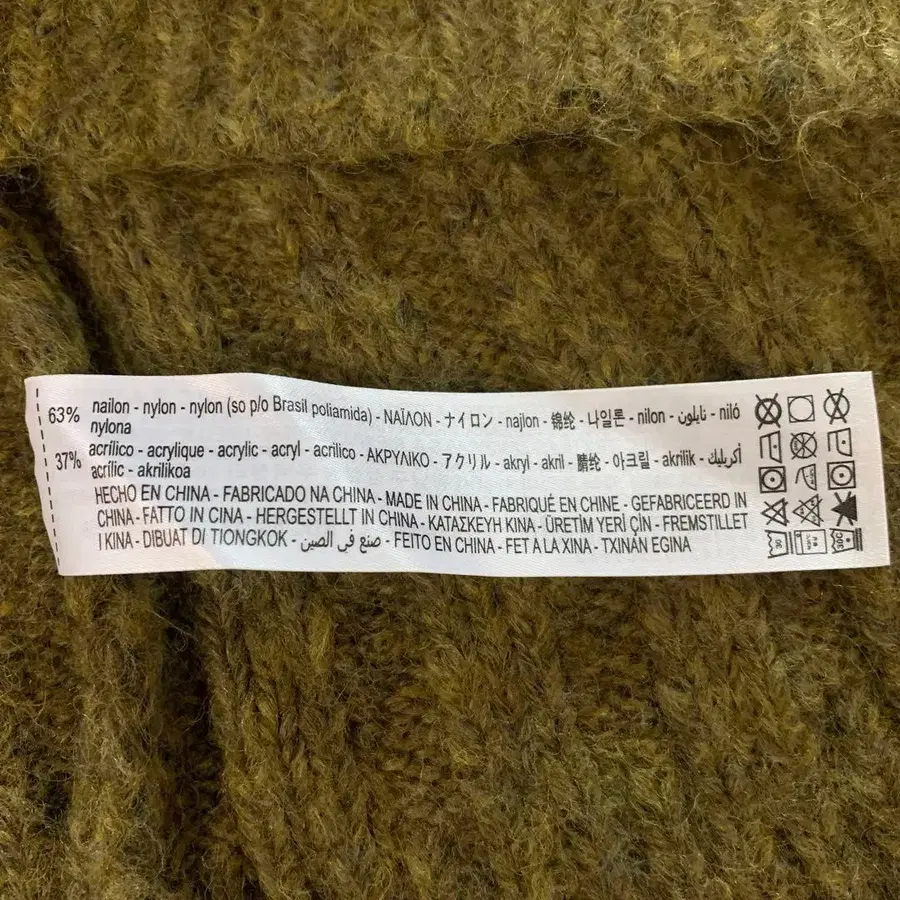 63% nailon - nylon - nylon (so p/o Brasil poliamida) - ΝΑΪΛΟΝ - ナイロン - najlon - 锦纶 - 나일론 - nilon - نايلون - niló
nylona
37% acrílico - acrylique - acrylic - acryl - acrilico - ΑΚΡΥΛΙΚΟ - アクリル - akryl - akril - 腈纶 - 아크릴 - akrilik - أكريليك
acrílic - akrilikoa
HECHO EN CHINA - FABRICADO NA CHINA - MADE IN CHINA - FABRIQUÉ EN CHINE - GEFABRICEERD IN
CHINA - FATTO IN CINA - HERGESTELLT IN CHINA - ΚΑΤΑΣΚΕΥΗ ΚΙΝΑ - ÜRETİM YERİ ÇİN - FREMSTILLET
I KINA - DIBUAT DI TIONGKOK - صنع في الصين - FEITO EN CHINA - FET A LA XINA - TXINAN EGINA